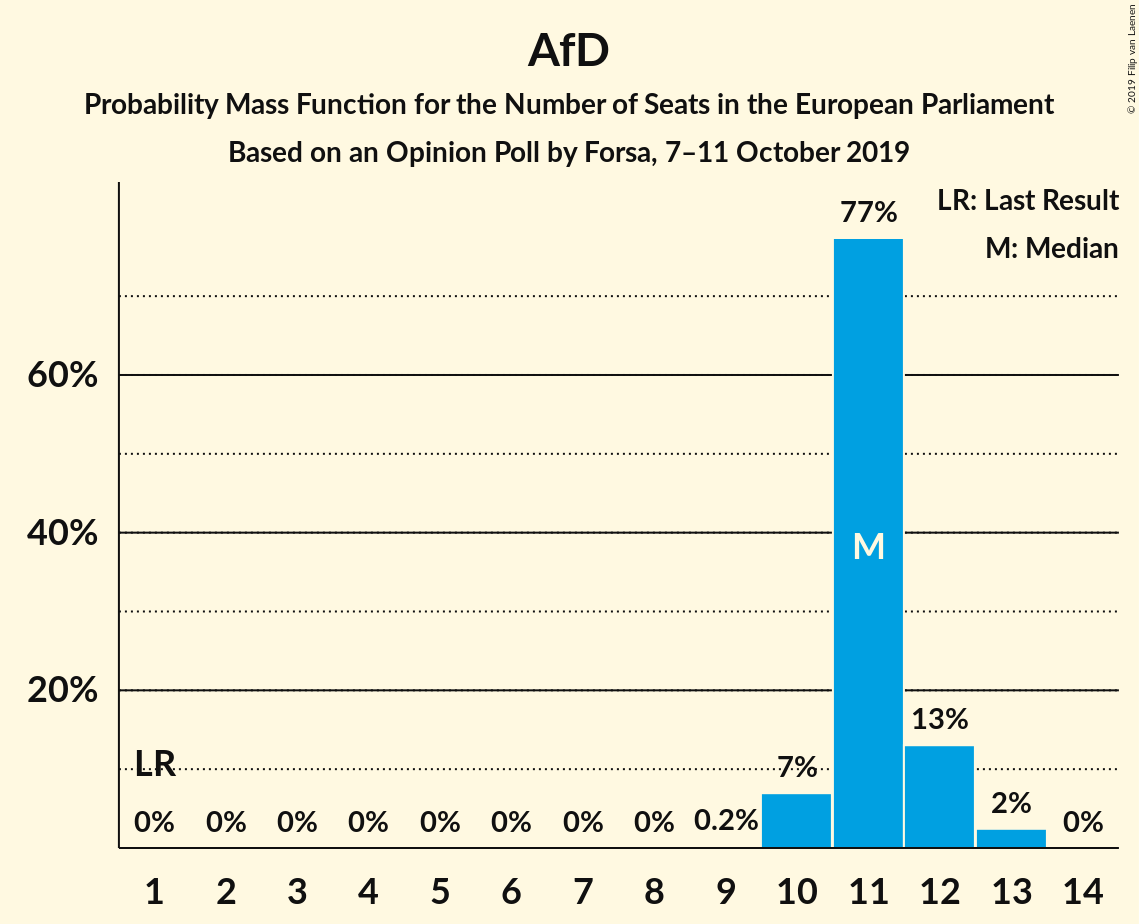 AfD
Probability Mass Function for the Number of Seats in the European Parliament
Based on an Opinion Poll by Forsa, 7–11 October 2019
© 2019 Filip van Laenen
LR: Last Result
M: Median
77%
60%
40%
M
20%
13%
LR
7%
0% 0% 0% 0% 0% 0% 0% 0% 0.2% 2% 0%
1 2 3 4 5 6 7 8 9 10 11 12 13 14